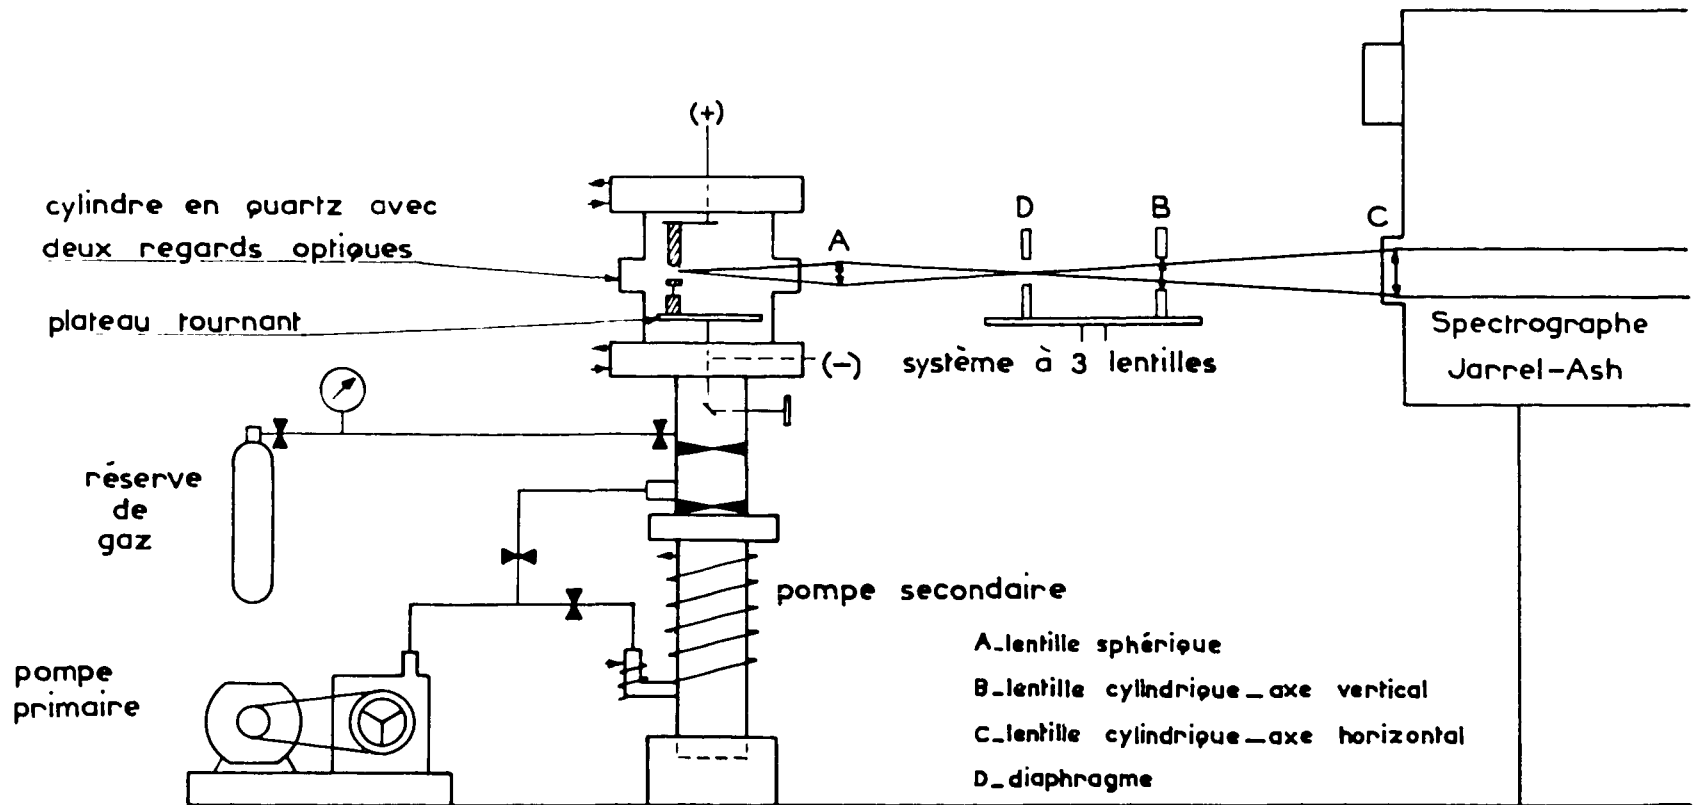 (+)
cylindre en quartz avec
deux regards optiques
plateau tournant
A
D
B
C
(-)
système à 3 lentilles
Spectrographe
Jarrel-Ash
réserve
de
gaz
pompe secondaire
pompe
primaire
A_lentille sphérique
B_lentille cylindrique_axe vertical
C_lentille cylindrique_axe horizontal
D_diaphragme